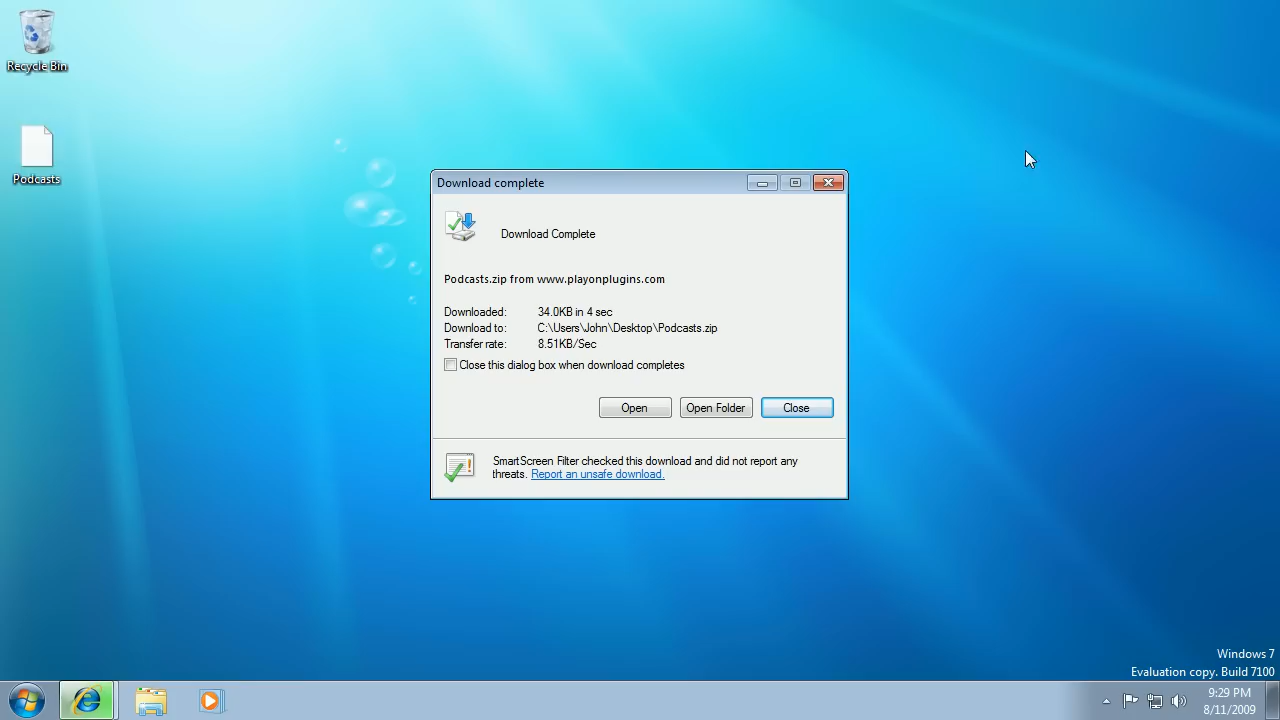 Recycle Bin
Podcasts
Download complete
Download Complete
Podcasts.zip from www.playonplugins.com
Downloaded: 34.0KB in 4 sec
Download to: C:\Users\John\Desktop\Podcasts.zip
Transfer rate: 8.51KB/Sec
Close this dialog box when download completes
Open Open Folder Close
SmartScreen Filter checked this download and did not report any
threats. Report an unsafe download.
Windows 7
Evaluation copy. Build 7100
9:29 PM
8/11/2009